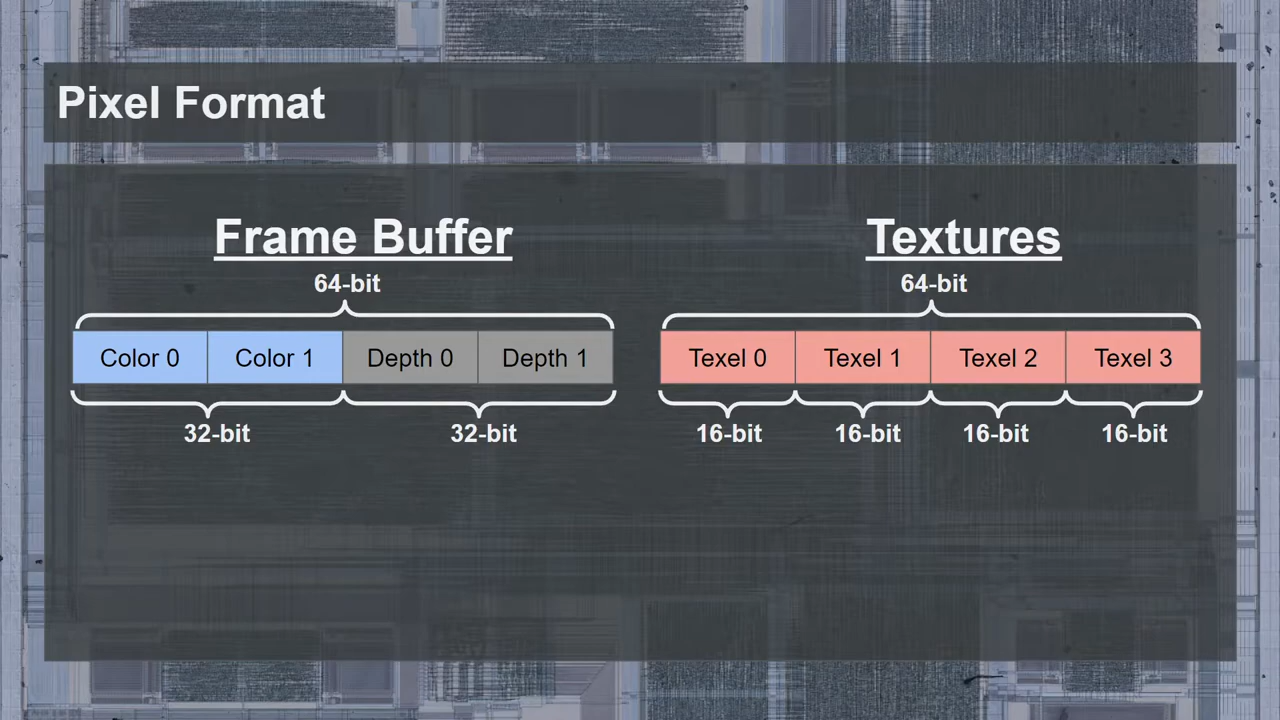 Pixel Format
Frame Buffer
64-bit
Color 0 Color 1 Depth 0 Depth 1
32-bit 32-bit
Textures
64-bit
Texel 0 Texel 1 Texel 2 Texel 3
16-bit 16-bit 16-bit 16-bit